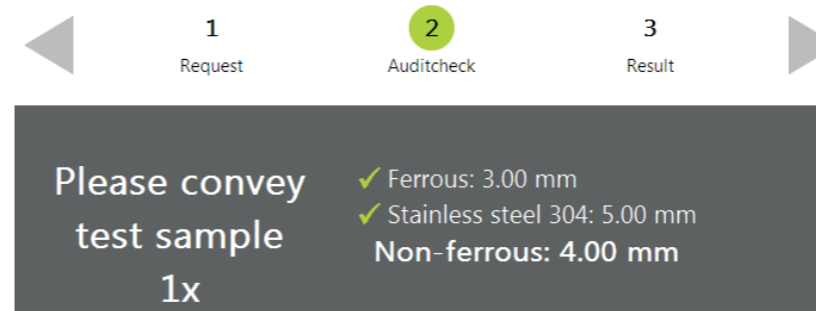 1
2
3
Request
Auditcheck
Result
Please convey
test sample
1x
Ferrous: 3.00 mm
Stainless steel 304: 5.00 mm
Non-ferrous: 4.00 mm